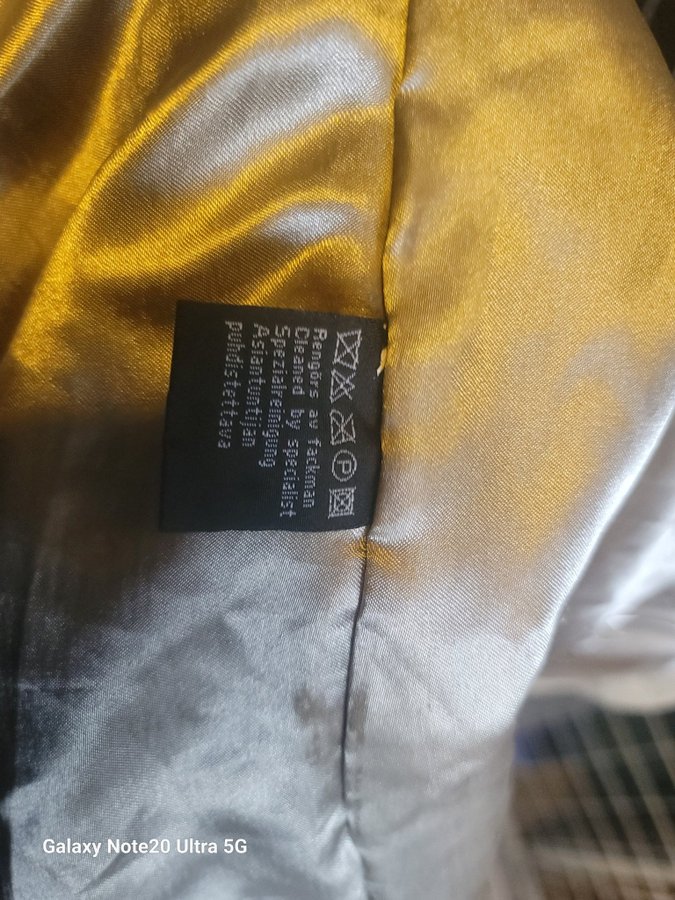 Rengörs av fackman
Cleaned by specialist
Spezialreinigung
Asiantuntijan
puhdistettava
P
Galaxy Note20 Ultra 5G